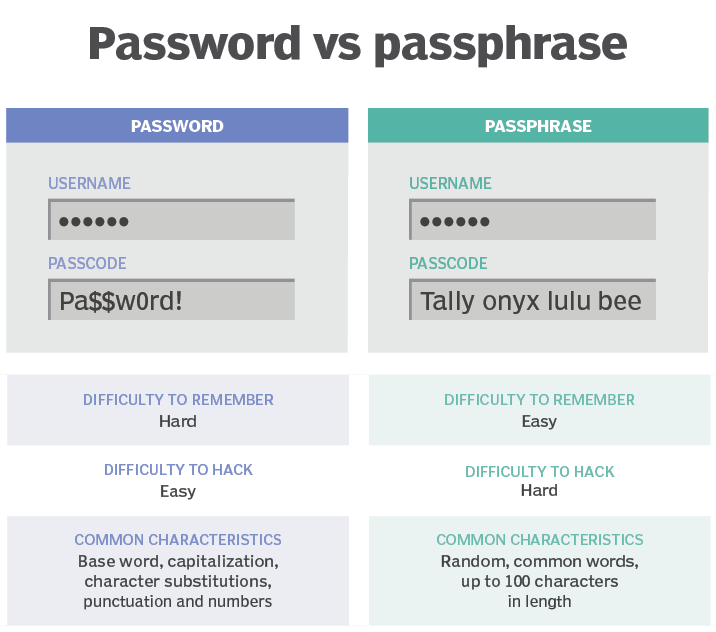 Password vs passphrase
PASSWORD
USERNAME
PASSCODE
Pa$$w0rd!
DIFFICULTY TO REMEMBER
Hard
DIFFICULTY TO HACK
Easy
COMMON CHARACTERISTICS
Base word, capitalization,
character substitutions,
punctuation and numbers
PASSPHRASE
USERNAME
PASSCODE
Tally onyx lulu bee
DIFFICULTY TO REMEMBER
Easy
DIFFICULTY TO HACK
Hard
COMMON CHARACTERISTICS
Random, common words,
up to 100 characters
in length